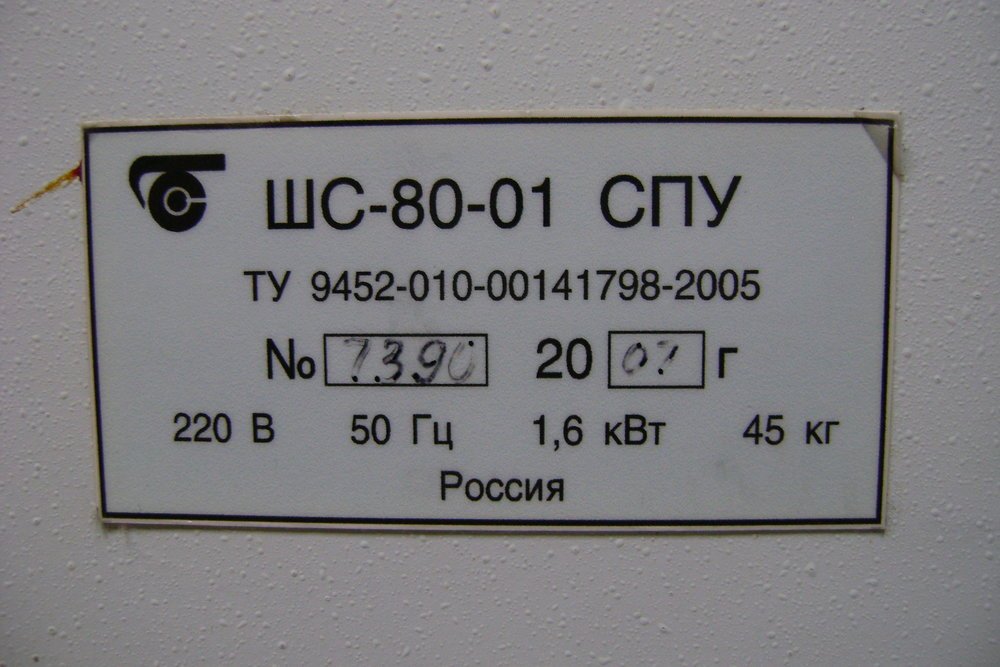 ШС-80-01 СПУ
ТУ 9452-010-00141798-2005
№ 7390 2007 г
220 В 50 Гц 1,6 кВт 45 кг
Россия